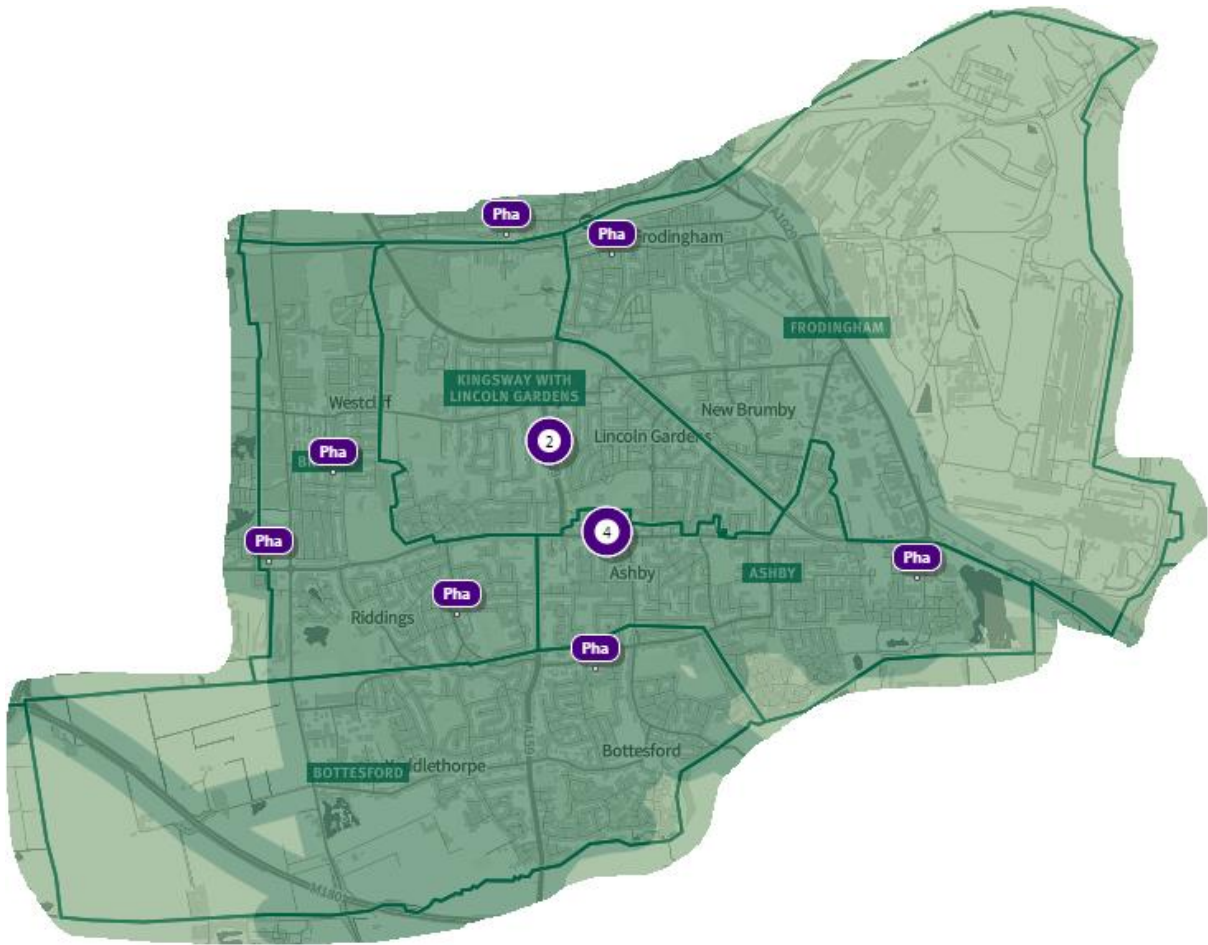 Pha
Pha
rodingham
A1029
FRODINGHAM
KINGSWAY WITH
LINCOLN GARDENS
Westcliff
New Brumby
Lincoln Gardens
2
Pha
4
Pha
Pha
Ashby
ASHBY
Pha
Riddings
Pha
A159
Bottesford
BOTTESFORD
ddlethorpe